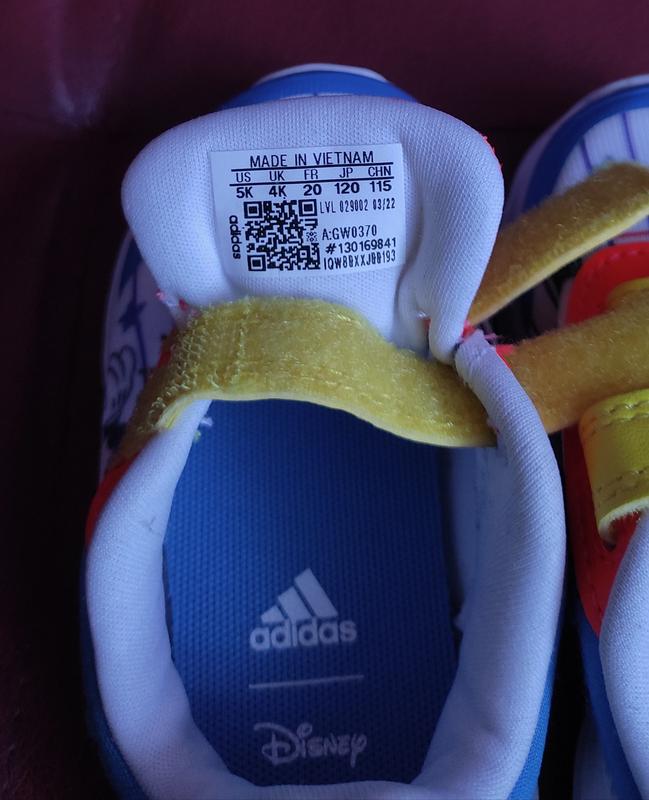 MADE IN VIETNAM
US UK FR JP CHN
5K 4K 20 120 115
LVL 029002 03/22
adidas
A:GW0370
#130169841
adidas
Disney